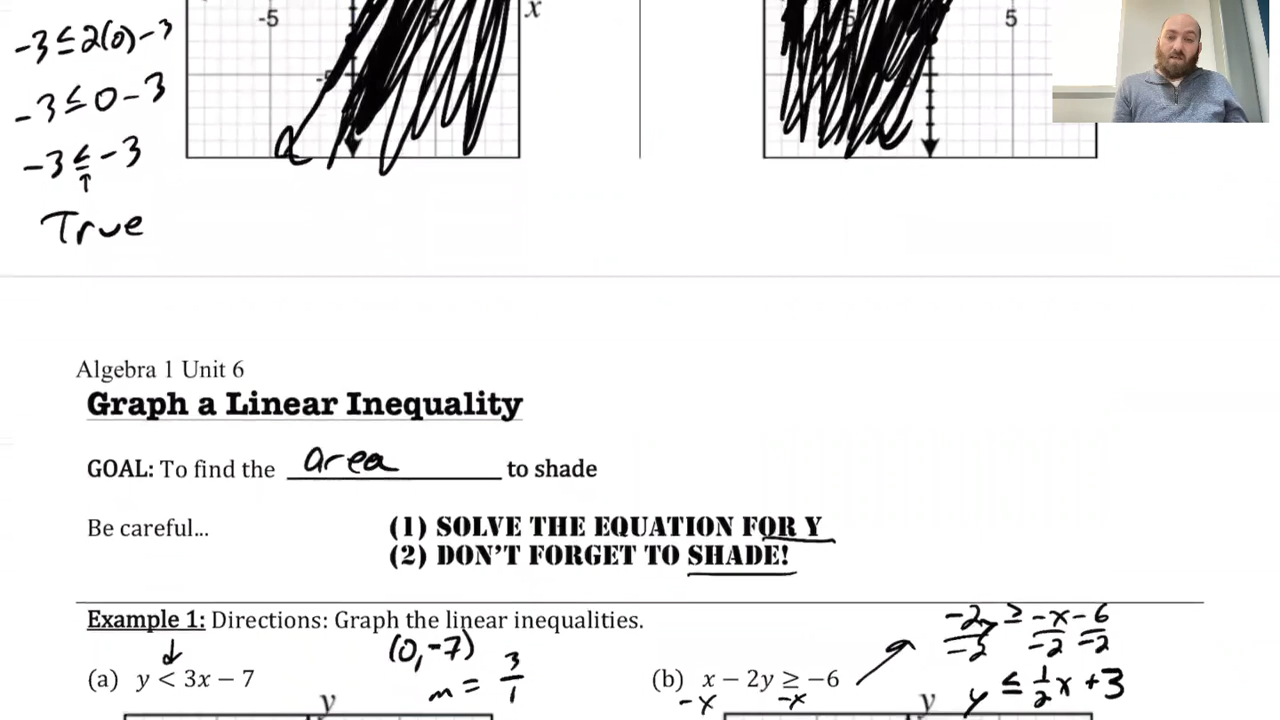 -5
x
5
-3 ≤ 2(0) - 3
-3 ≤ 0 - 3
-3 ≤ -3
True
Algebra 1 Unit 6
Graph a Linear Inequality
GOAL: To find the area to shade
Be careful...
(1) SOLVE THE EQUATION FOR Y
(2) DON'T FORGET TO SHADE!
Example 1: Directions: Graph the linear inequalities.
(a) y < 3x − 7
(0, -7)
m = 3/1
y
(b) x − 2y ≥ −6
-x -x
-2y ≥ -x - 6
-2 -2 -2
y ≤ 1/2 x + 3
y